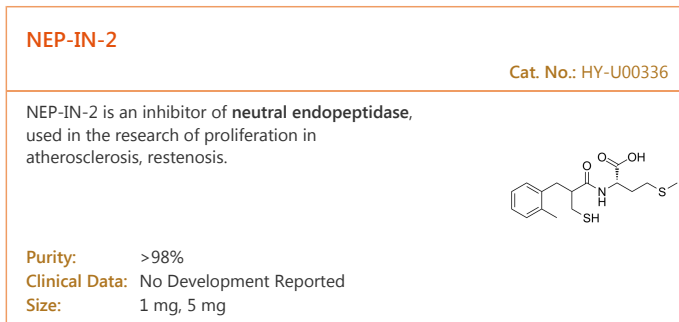 NEP-IN-2
Cat. No.: HY-U00336
NEP-IN-2 is an inhibitor of neutral endopeptidase,
used in the research of proliferation in
atherosclerosis, restenosis.
O
OH
O
N
H
S
SH
Purity: >98%
Clinical Data: No Development Reported
Size: 1 mg, 5 mg